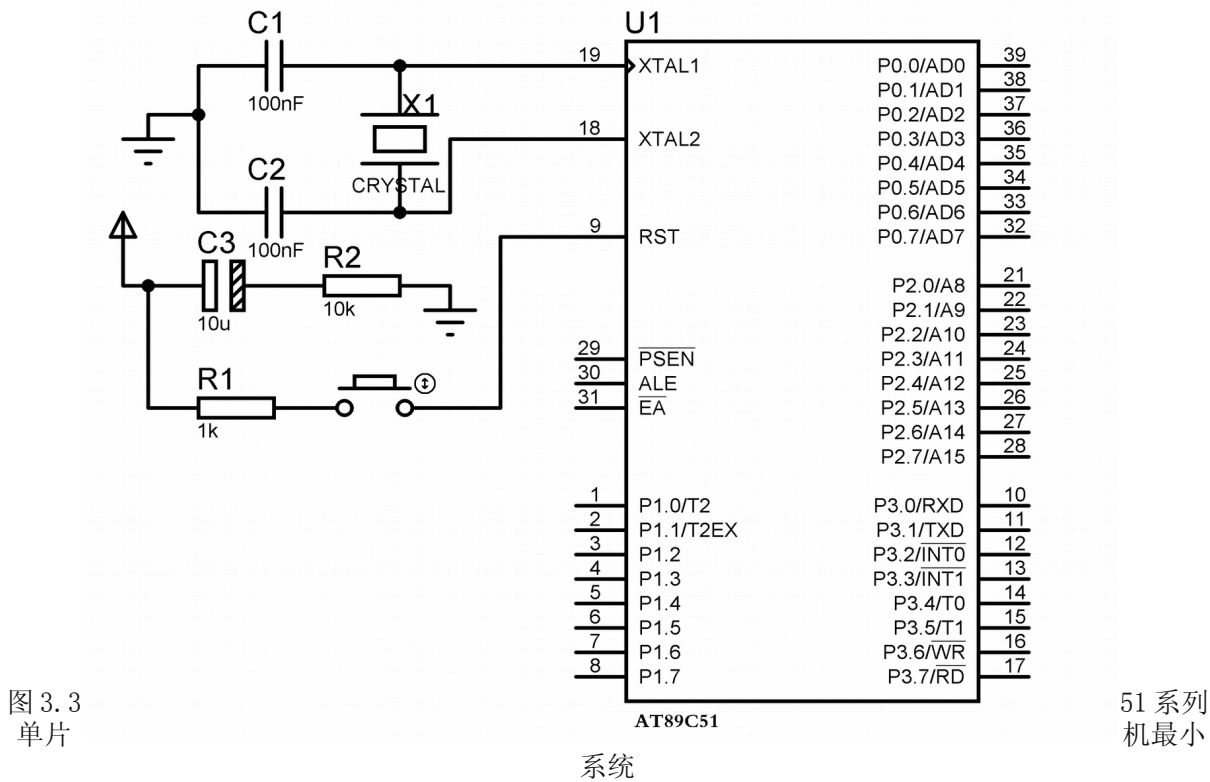 C1
100nF
X1
CRYSTAL
C2
100nF
C3
10u
R2
10k
R1
1k
U1
19 XTAL1
18 XTAL2
9 RST
29 PSEN
30 ALE
31 EA
1 P1.0/T2
2 P1.1/T2EX
3 P1.2
4 P1.3
5 P1.4
6 P1.5
7 P1.6
8 P1.7
P0.0/AD0 39
P0.1/AD1 38
P0.2/AD2 37
P0.3/AD3 36
P0.4/AD4 35
P0.5/AD5 34
P0.6/AD6 33
P0.7/AD7 32
P2.0/A8 21
P2.1/A9 22
P2.2/A10 23
P2.3/A11 24
P2.4/A12 25
P2.5/A13 26
P2.6/A14 27
P2.7/A15 28
P3.0/RXD 10
P3.1/TXD 11
P3.2/INT0 12
P3.3/INT1 13
P3.4/T0 14
P3.5/T1 15
P3.6/WR 16
P3.7/RD 17
AT89C51
图 3.3 51 系列
单片 机最小
系统